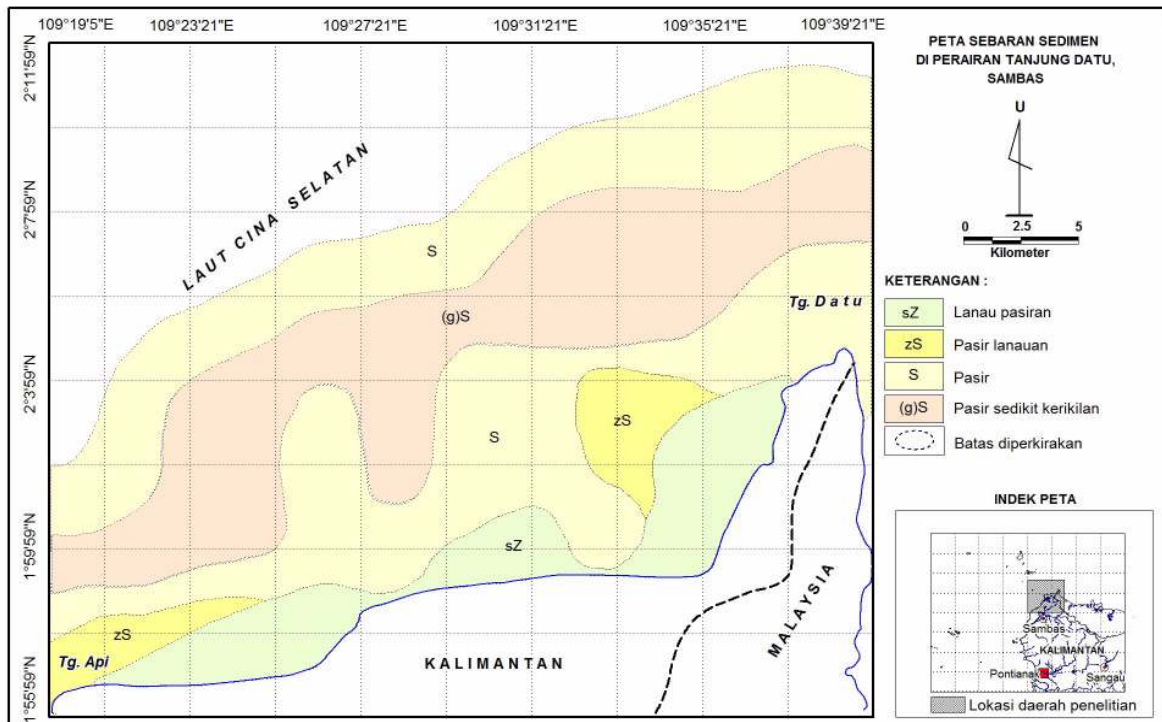 109°19'5"E 109°23'21"E 109°27'21"E 109°31'21"E 109°35'21"E 109°39'21"E
2°11'59"N
2°7'59"N
2°3'59"N
1°59'59"N
1°55'59"N
LAUT CINA SELATAN
S
(g)S
Tg. Datu
zS
S
sZ
zS
Tg. Api
KALIMANTAN
MALAYSIA
PETA SEBARAN SEDIMEN
DI PERAIRAN TANJUNG DATU,
SAMBAS
U
0 2.5 5
Kilometer
KETERANGAN :
sZ Lanau pasiran
zS Pasir lanauan
S Pasir
(g)S Pasir sedikit kerikilan
Batas diperkirakan
INDEK PETA
Sambas
KALIMANTAN
Pontianak
Sangau
Lokasi daerah penelitian